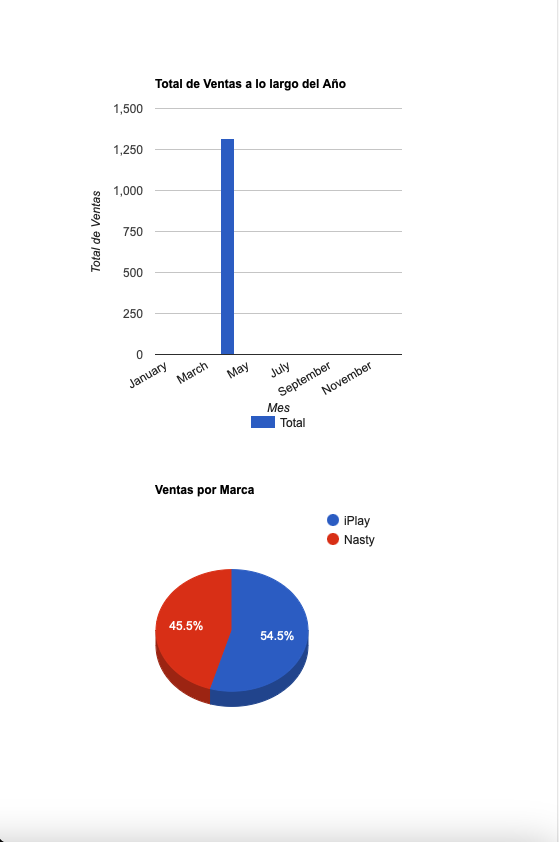 Total de Ventas a lo largo del Año
1,500
1,250
1,000
750
500
250
0
Total de Ventas
January
March
May
July
September
November
Mes
Total
Ventas por Marca
iPlay
Nasty
45.5%
54.5%